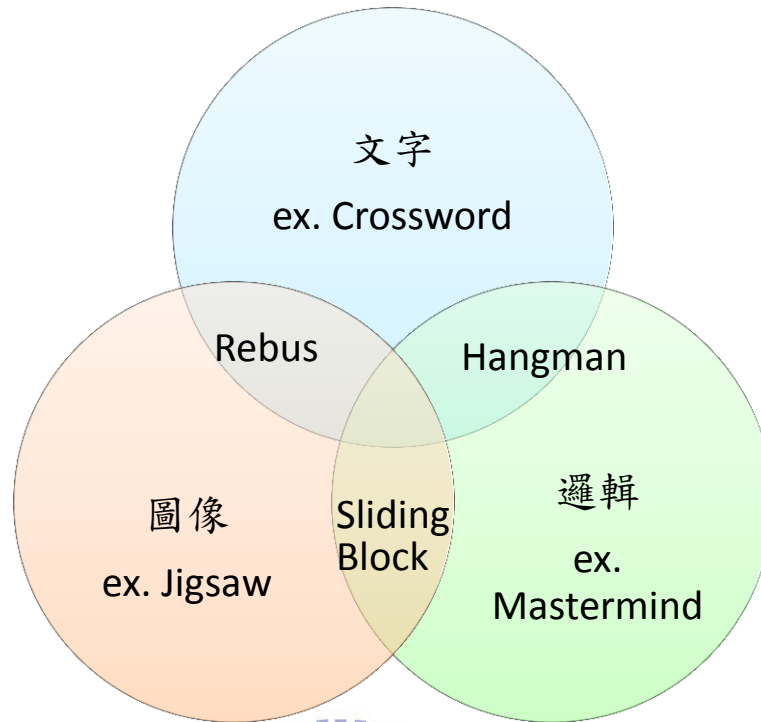 文字
ex. Crossword
Rebus
Hangman
圖像
ex. Jigsaw
Sliding
Block
邏輯
ex.
Mastermind